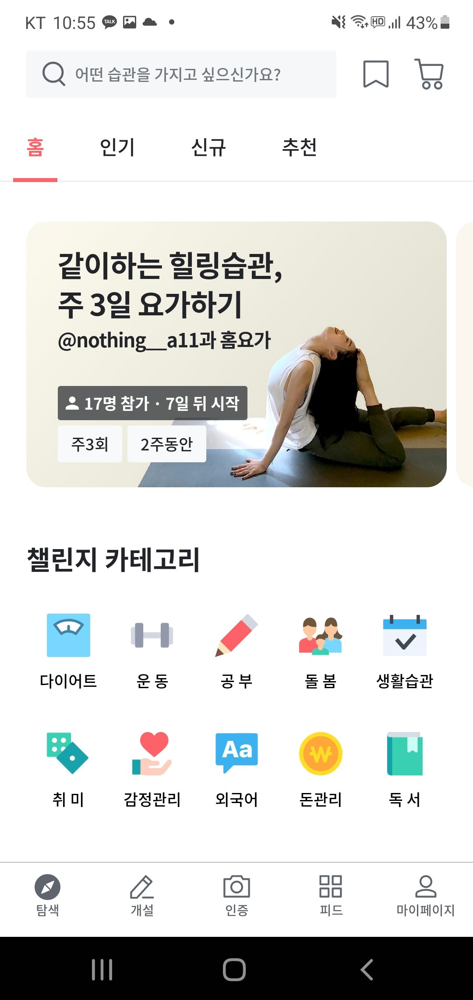 KT 10:55 TALK HD 43%
어떤 습관을 가지고 싶으신가요?
홈 인기 신규 추천
같이하는 힐링습관,
주 3일 요가하기
@nothing__a11과 홈요가
17명 참가 · 7일 뒤 시작
주3회 2주동안
챌린지 카테고리
다이어트 운 동 공 부 돌 봄 생활습관
Aa
취 미 감정관리 외국어 돈관리 독 서
탐색 개설 인증 피드 마이페이지